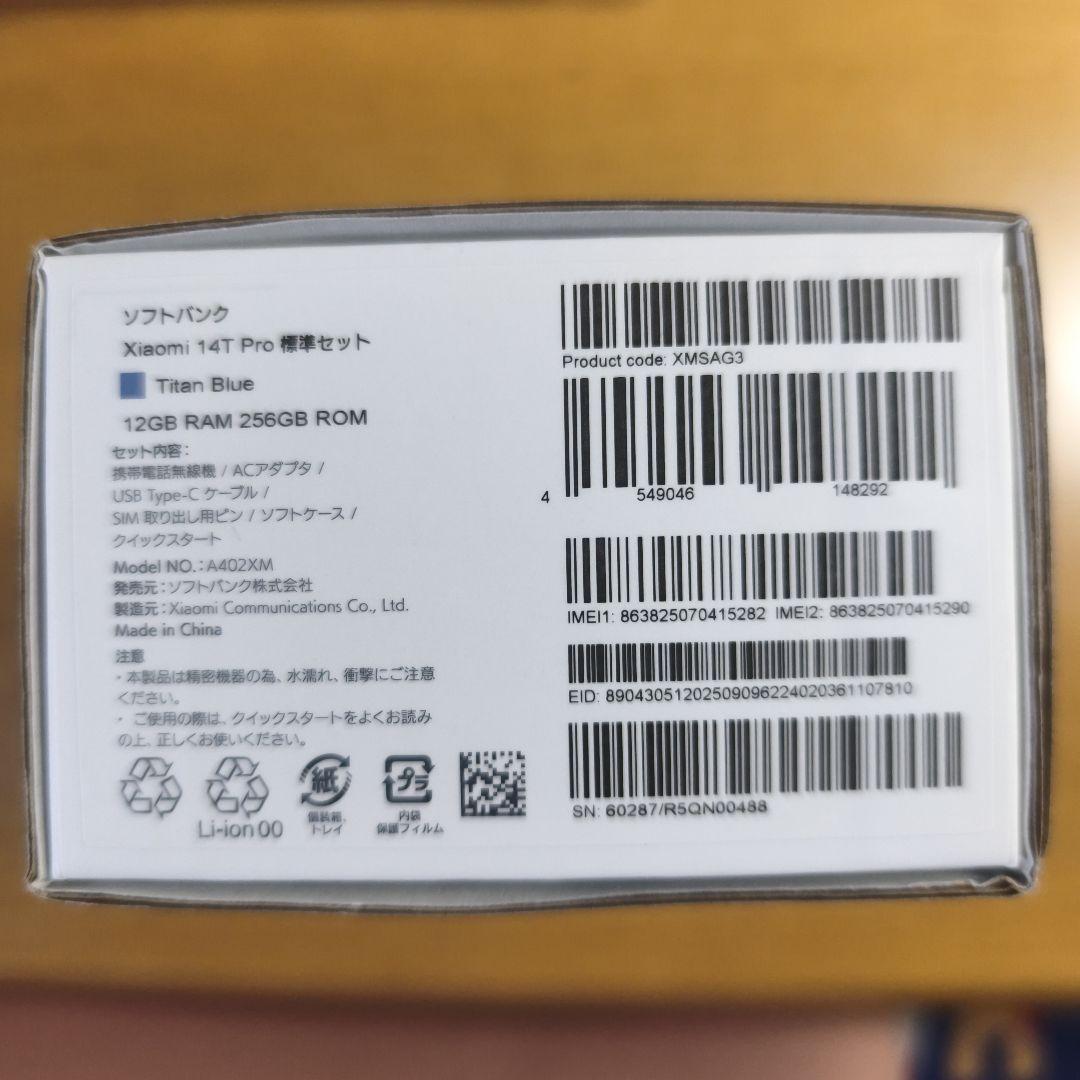 ソフトバンク
Xiaomi 14T Pro 標準セット
Titan Blue
12GB RAM 256GB ROM
セット内容：
携帯電話無線機 / ACアダプタ /
USB Type-C ケーブル /
SIM 取り出し用ピン / ソフトケース /
クイックスタート
Model NO.：A402XM
発売元：ソフトバンク株式会社
製造元：Xiaomi Communications Co., Ltd.
Made in China
注意
・本製品は精密機器の為、水濡れ、衝撃にご注意
ください。
・ ご使用の際は、クイックスタートをよくお読み
の上、正しくお使いください。
Li-ion 00
紙
個装箱、
トレイ
プラ
内袋
保護フィルム
Product code: XMSAG3
4 549046 148292
IMEI1: 863825070415282 IMEI2: 863825070415290
EID: 89043051202509096224020361107810
SN: 60287/R5QN00488